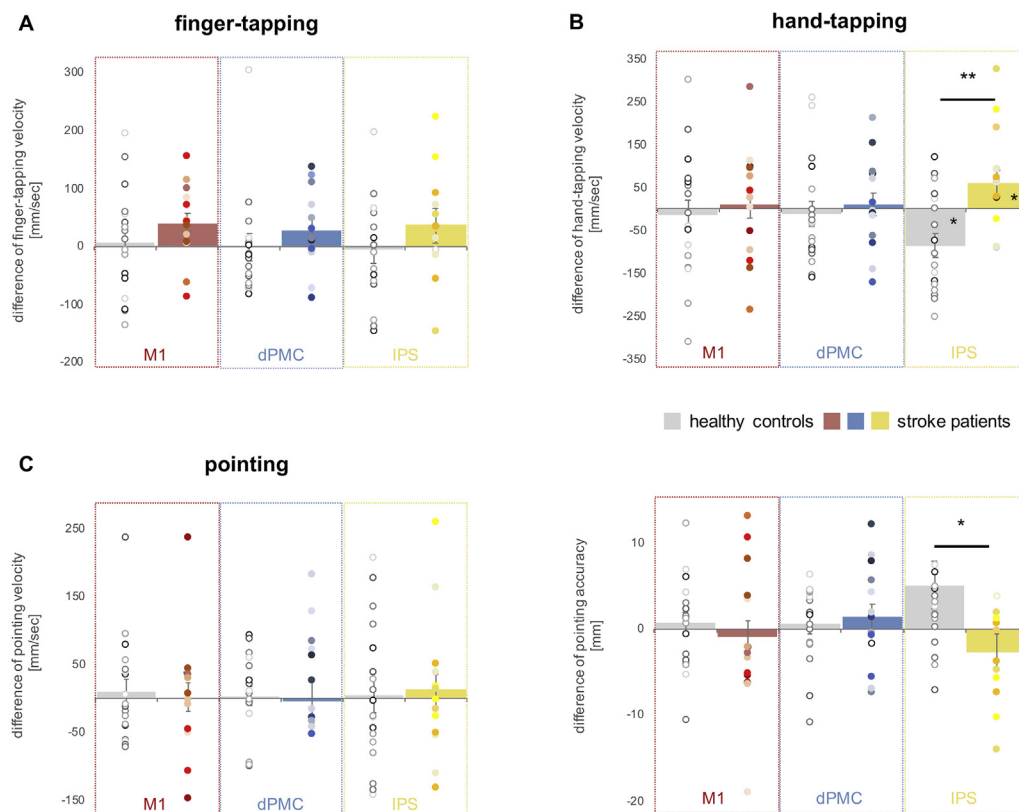 A
finger-tapping
difference of finger-tapping velocity
[mm/sec]
300
200
100
0
-100
-200
M1
dPMC
IPS
B
hand-tapping
difference of hand-tapping velocity
[mm/sec]
350
250
150
50
-50
-150
-250
-350
**
*
*
M1
dPMC
IPS
healthy controls
stroke patients
C
pointing
difference of pointing velocity
[mm/sec]
250
150
50
-50
-150
M1
dPMC
IPS
difference of pointing accuracy
[mm]
10
0
-10
-20
*
M1
dPMC
IPS